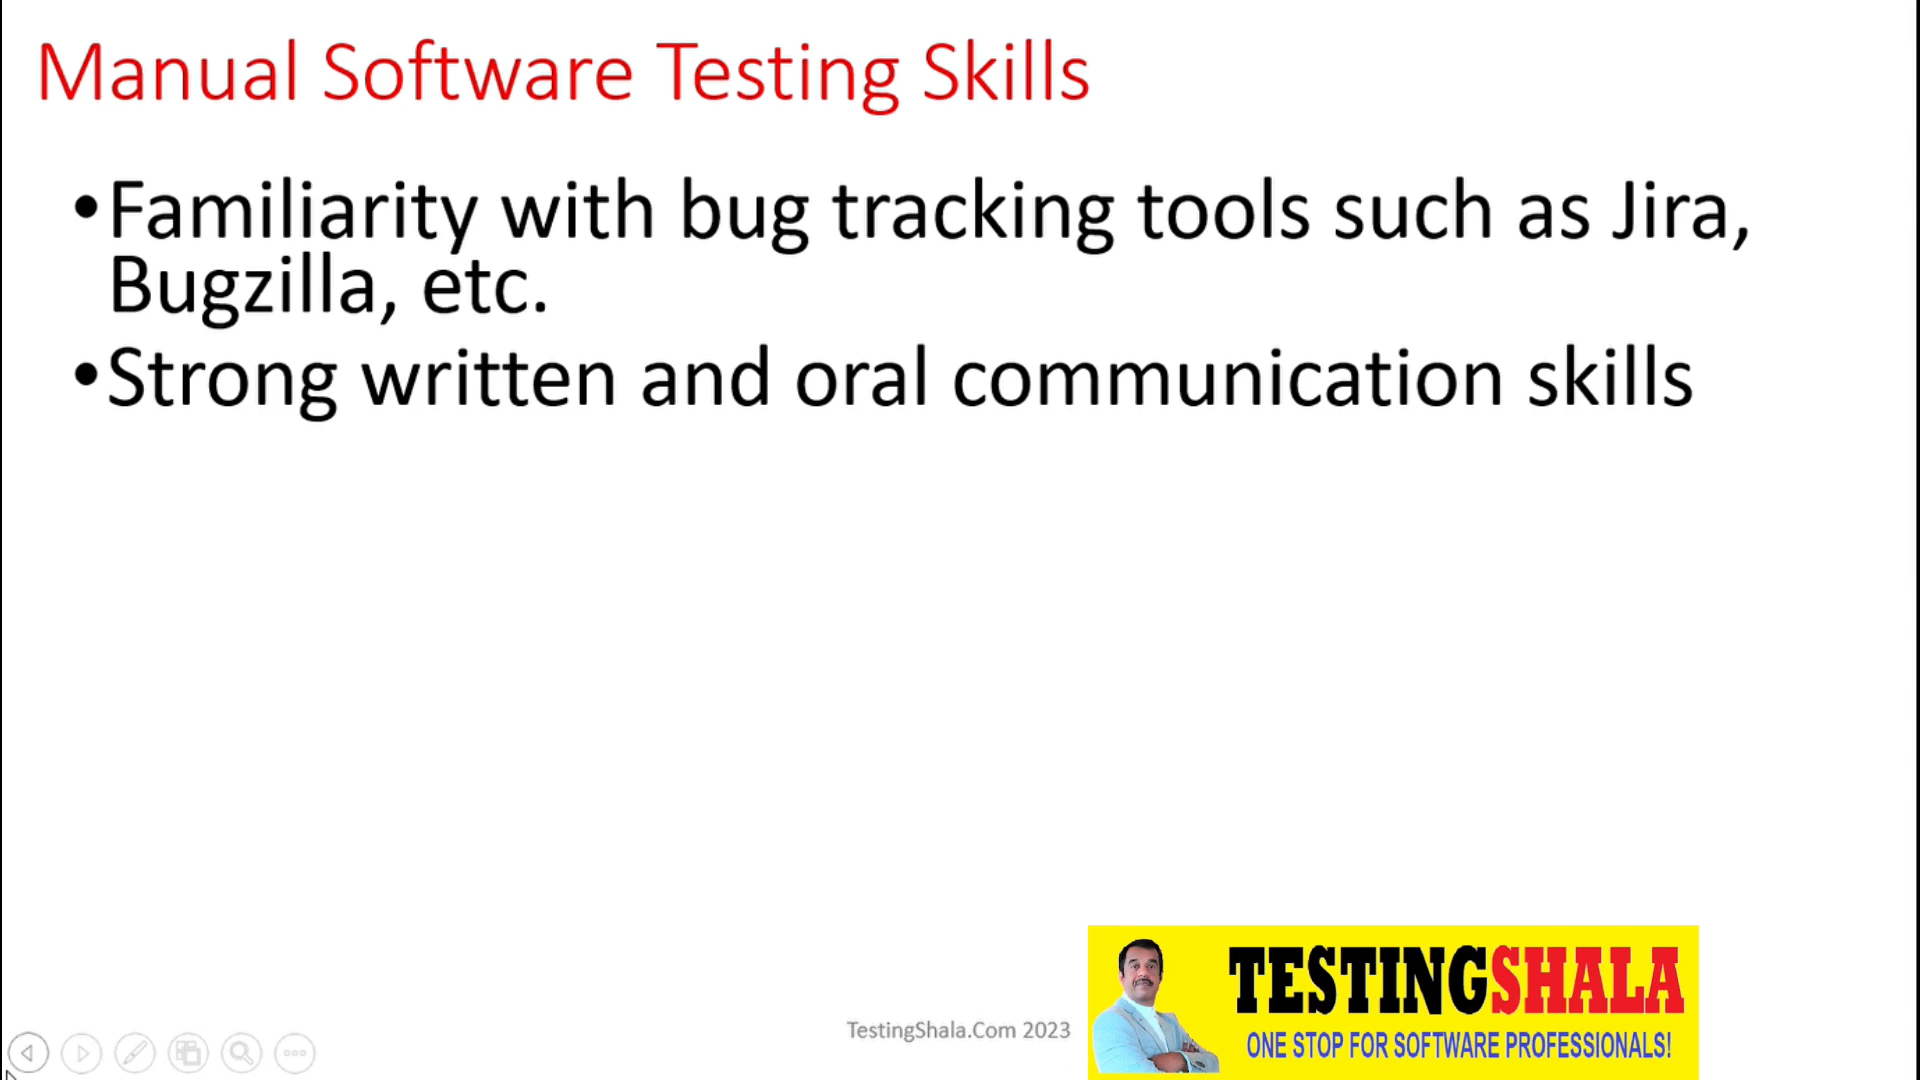 Manual Software Testing Skills
•Familiarity with bug tracking tools such as Jira,
Bugzilla, etc.
•Strong written and oral communication skills
TestingShala.Com 2023
TESTINGSHALA
ONE STOP FOR SOFTWARE PROFESSIONALS!